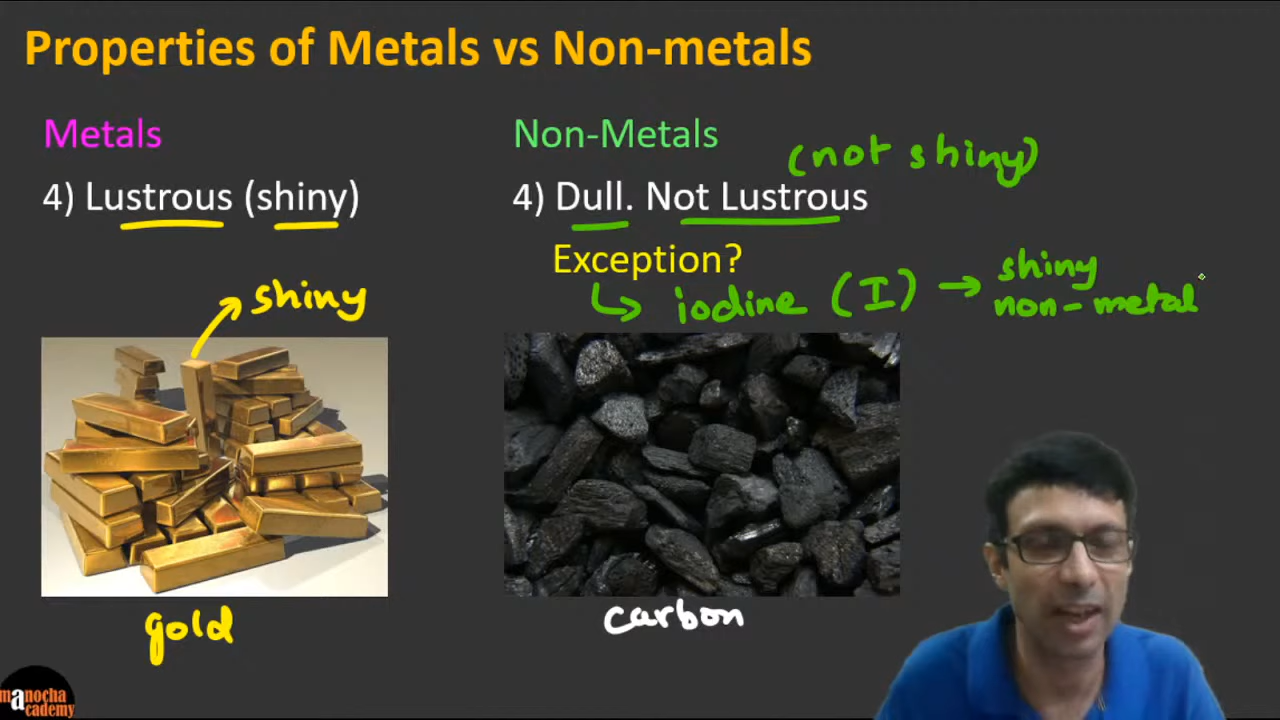 Properties of Metals vs Non-metals
Metals
4) Lustrous (shiny)
shiny
gold
Non-Metals
(not shiny)
4) Dull. Not Lustrous
Exception?
iodine (I) → shiny
non-metal
carbon
manocha
academy